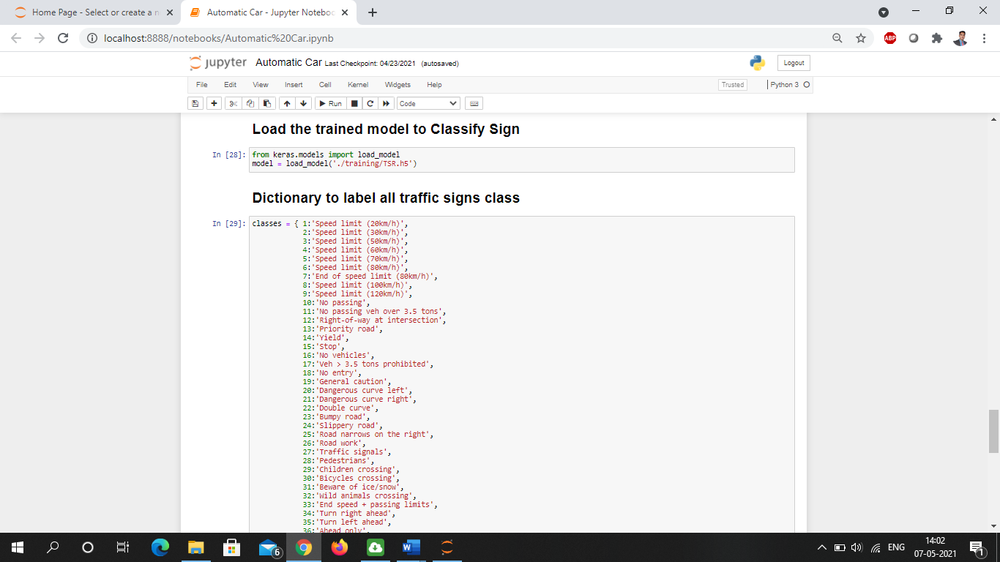 Home Page - Select or create a n
Automatic Car - Jupyter Noteboo
localhost:8888/notebooks/Automatic%20Car.ipynb
ABP
jupyter Automatic Car Last Checkpoint: 04/23/2021 (autosaved)
Logout
File Edit View Insert Cell Kernel Widgets Help
Trusted
Python 3
Run
Code
Load the trained model to Classify Sign
In [28]: from keras.models import load_model
model = load_model('./training/TSR.h5')
Dictionary to label all traffic signs class
In [29]: classes = { 1:'Speed limit (20km/h)',
2:'Speed limit (30km/h)',
3:'Speed limit (50km/h)',
4:'Speed limit (60km/h)',
5:'Speed limit (70km/h)',
6:'Speed limit (80km/h)',
7:'End of speed limit (80km/h)',
8:'Speed limit (100km/h)',
9:'Speed limit (120km/h)',
10:'No passing',
11:'No passing veh over 3.5 tons',
12:'Right-of-way at intersection',
13:'Priority road',
14:'Yield',
15:'Stop',
16:'No vehicles',
17:'Veh > 3.5 tons prohibited',
18:'No entry',
19:'General caution',
20:'Dangerous curve left',
21:'Dangerous curve right',
22:'Double curve',
23:'Bumpy road',
24:'Slippery road',
25:'Road narrows on the right',
26:'Road work',
27:'Traffic signals',
28:'Pedestrians',
29:'Children crossing',
30:'Bicycles crossing',
31:'Beware of ice/snow',
32:'Wild animals crossing',
33:'End speed + passing limits',
34:'Turn right ahead',
35:'Turn left ahead',
36:'Ahead only',
6
ENG
14:02
07-05-2021
1